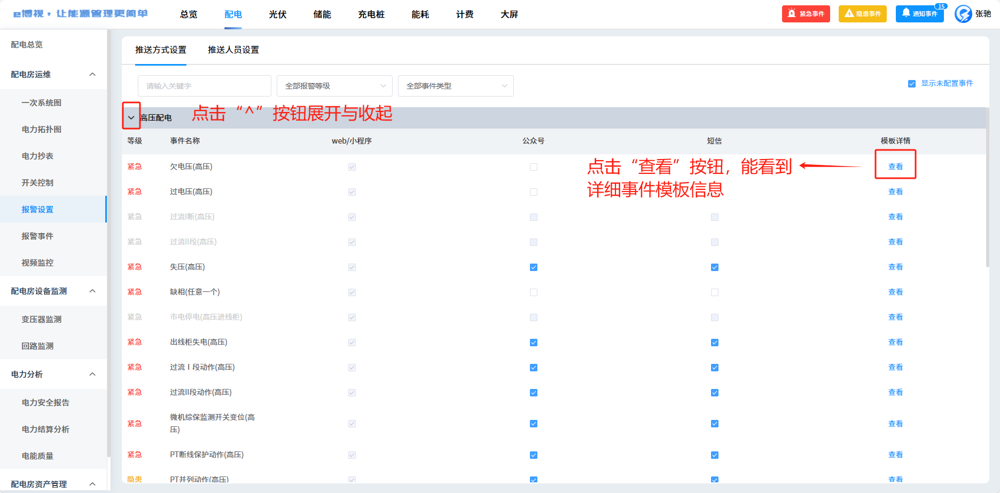 e博视，让能源管理更简单
总览
配电
光伏
储能
充电桩
能耗
计费
大屏
紧急事件
隐患事件
通知事件
15
张驰
配电总览
配电房运维
一次系统图
电力拓扑图
电力抄表
开关控制
报警设置
报警事件
视频监控
配电房设备监测
变压器监测
回路监测
电力分析
电力安全报告
电力结算分析
电能质量
配电房资产管理
推送方式设置
推送人员设置
请输入关键字
全部报警等级
全部事件类型
显示未配置事件
高压配电
点击“^”按钮展开与收起
等级 事件名称 web/小程序 公众号 短信 模板详情
紧急 欠电压(高压) 查看
点击“查看”按钮，能看到
详细事件模板信息
紧急 过电压(高压) 查看
紧急 过流I断(高压) 查看
紧急 过流II段(高压) 查看
紧急 失压(高压) 查看
紧急 缺相(任意一个) 查看
紧急 市电停电(高压进线柜) 查看
紧急 出线柜失电(高压) 查看
紧急 过流Ⅰ段动作(高压) 查看
紧急 过流II段动作(高压) 查看
紧急 微机综保监测开关变位(高
压) 查看
紧急 PT断线保护动作(高压) 查看
隐患 PT并列动作(高压) 查看